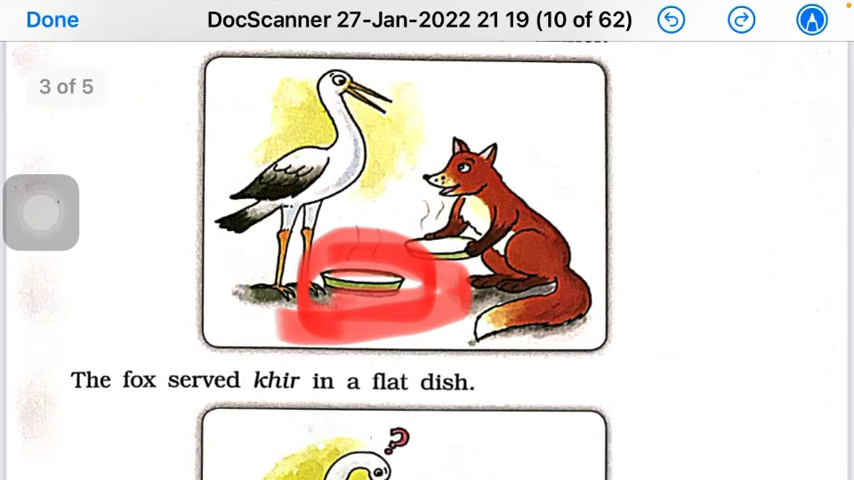 Done
DocScanner 27-Jan-2022 21 19 (10 of 62)
3 of 5
The fox served khir in a flat dish.
?